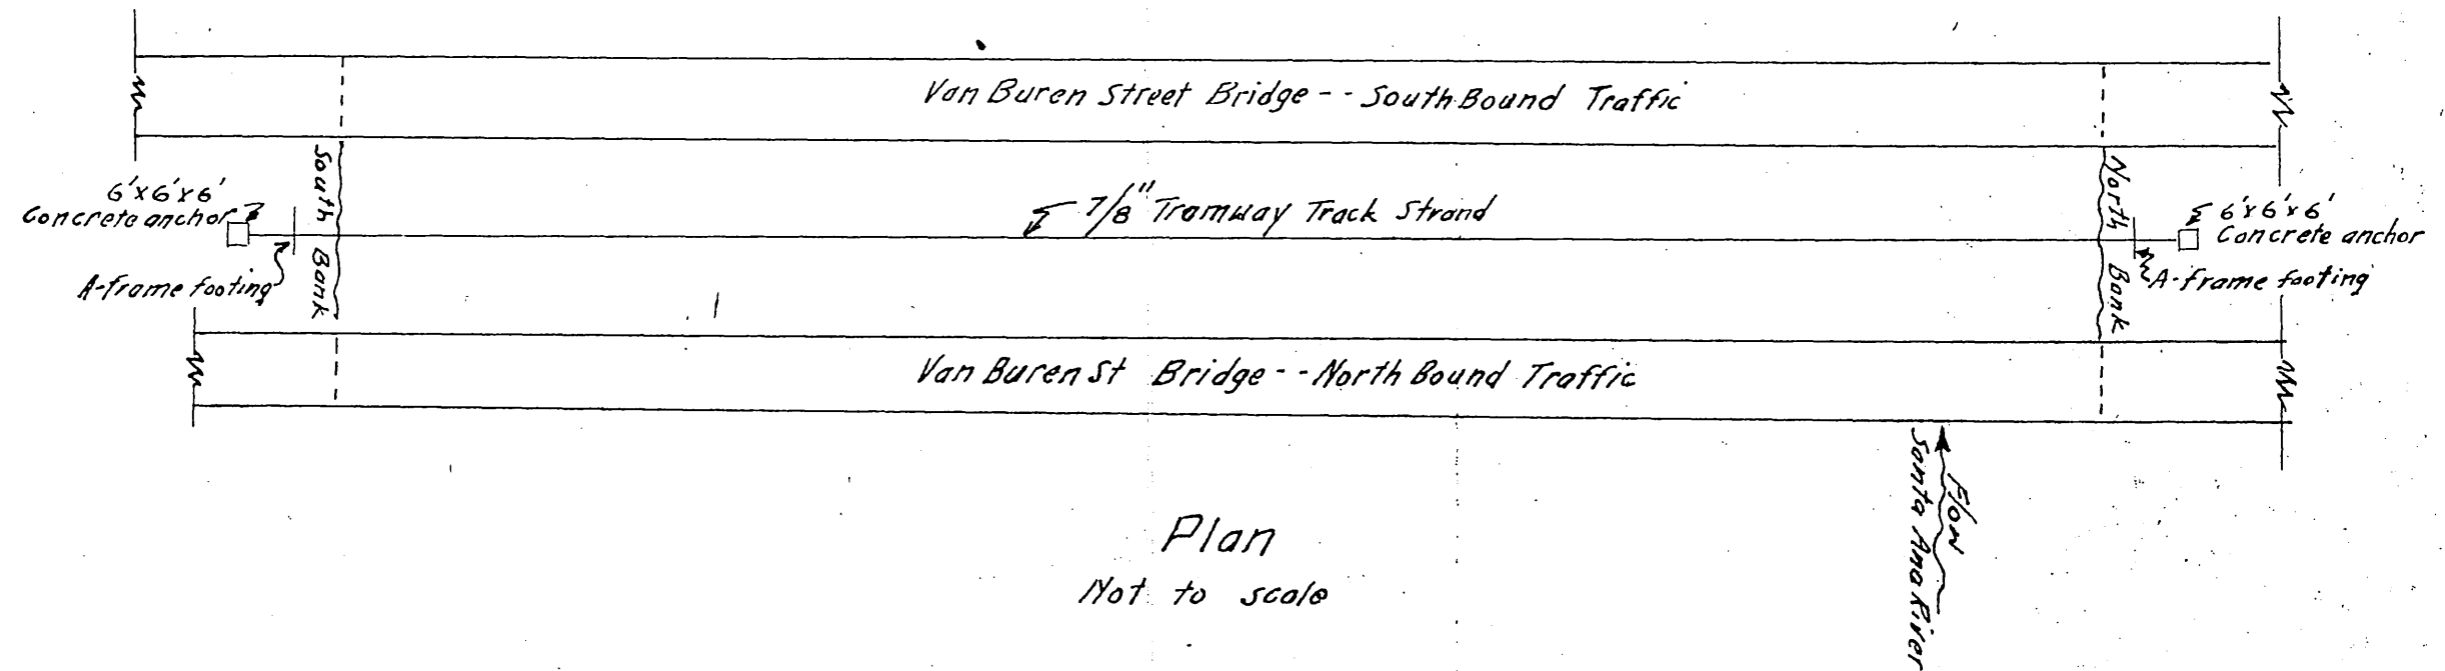 Van Buren Street Bridge - - South Bound Traffic
6'x6'x6'
Concrete anchor
South Bank
7/8" Tramway Track Strand
North Bank
6'x6'x6'
Concrete anchor
A-frame footing
A-frame footing
Van Buren St Bridge - - North Bound Traffic
Flow
Santa Ana River
Plan
Not to scale